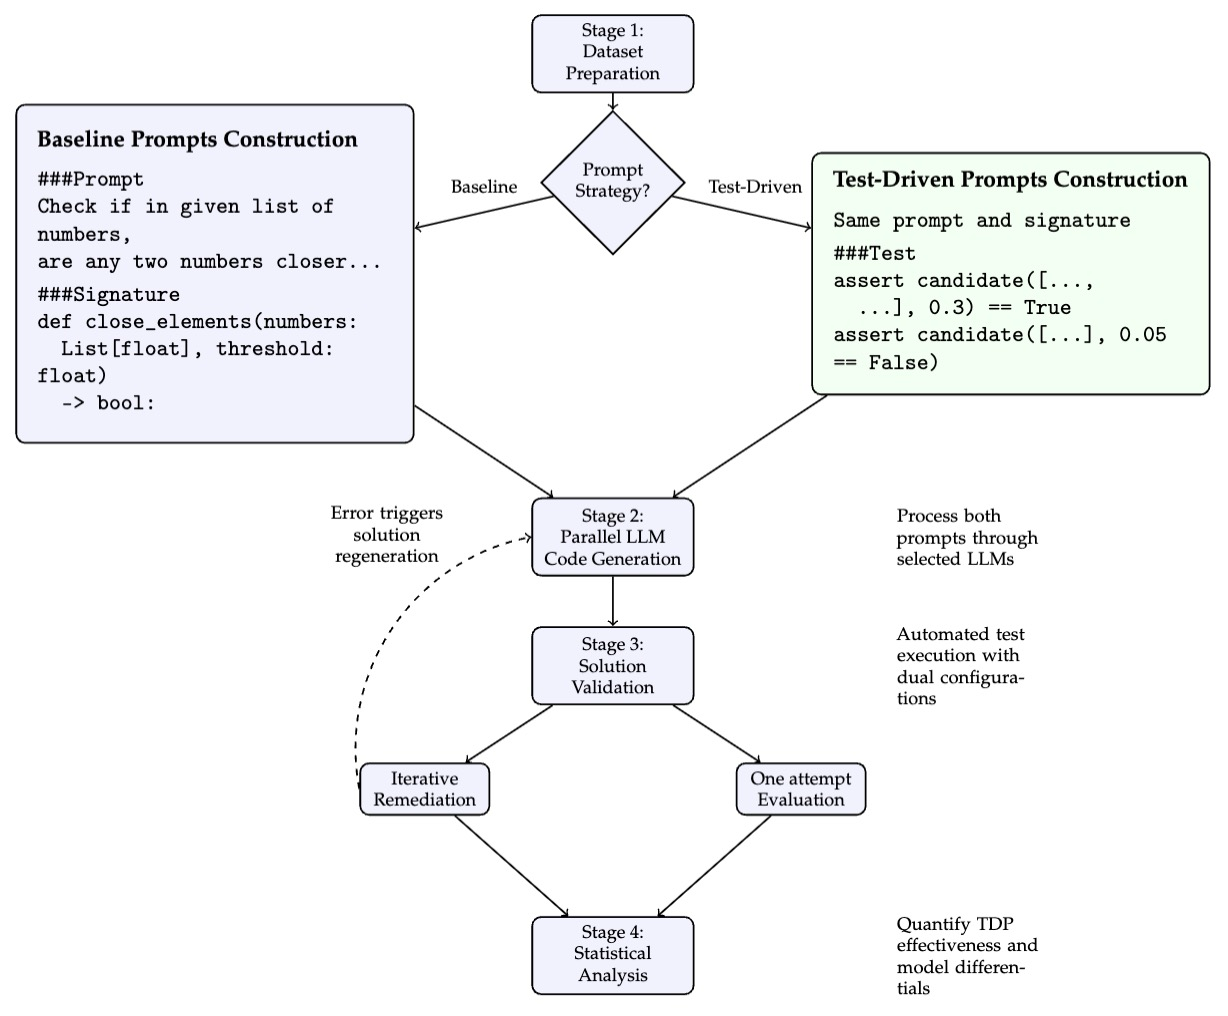 Stage 1:
Dataset
Preparation
Prompt
Strategy?
Baseline
Test-Driven
Baseline Prompts Construction
###Prompt
Check if in given list of
numbers,
are any two numbers closer...
###Signature
def close_elements(numbers:
  List[float], threshold:
float)
  -> bool:
Test-Driven Prompts Construction
Same prompt and signature
###Test
assert candidate([...,
  ...], 0.3) == True
assert candidate([...], 0.05
== False)
Error triggers
solution
regeneration
Stage 2:
Parallel LLM
Code Generation
Process both
prompts through
selected LLMs
Stage 3:
Solution
Validation
Automated test
execution with
dual configura-
tions
Iterative
Remediation
One attempt
Evaluation
Stage 4:
Statistical
Analysis
Quantify TDP
effectiveness and
model differen-
tials